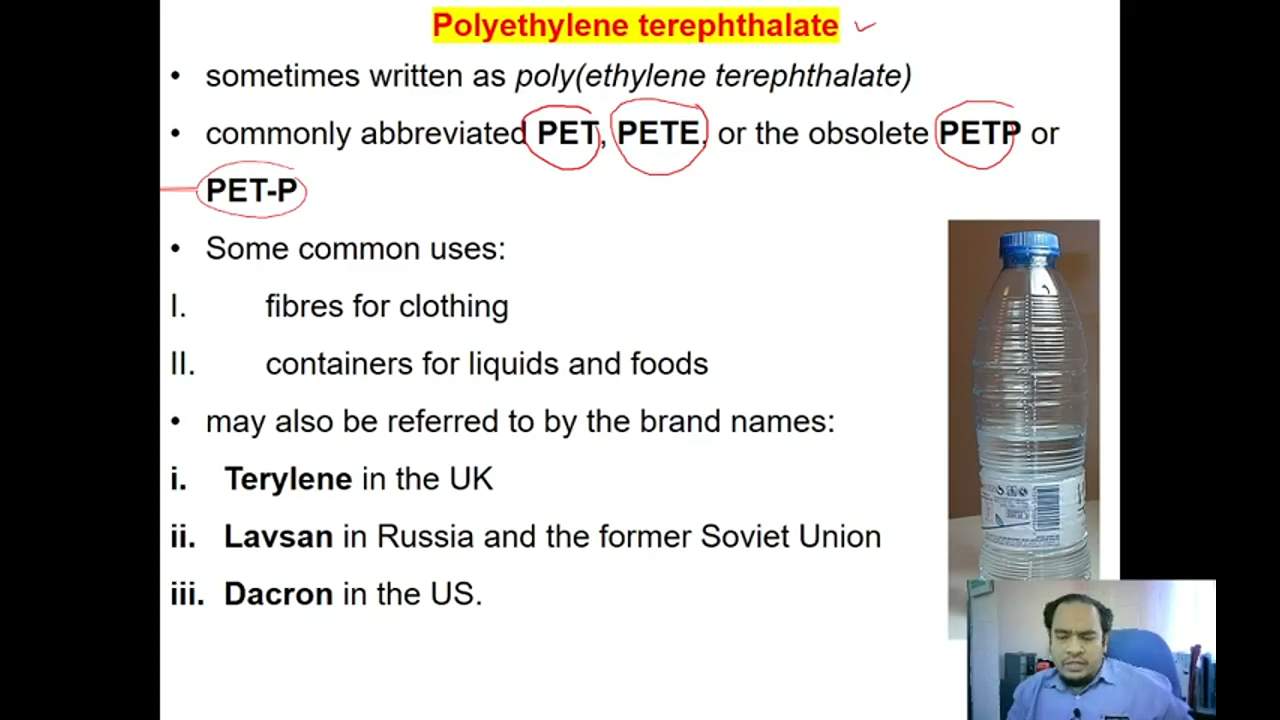 Polyethylene terephthalate
• sometimes written as poly(ethylene terephthalate)
• commonly abbreviated PET, PETE, or the obsolete PETP or
PET-P
• Some common uses:
I. fibres for clothing
II. containers for liquids and foods
• may also be referred to by the brand names:
i. Terylene in the UK
ii. Lavsan in Russia and the former Soviet Union
iii. Dacron in the US.